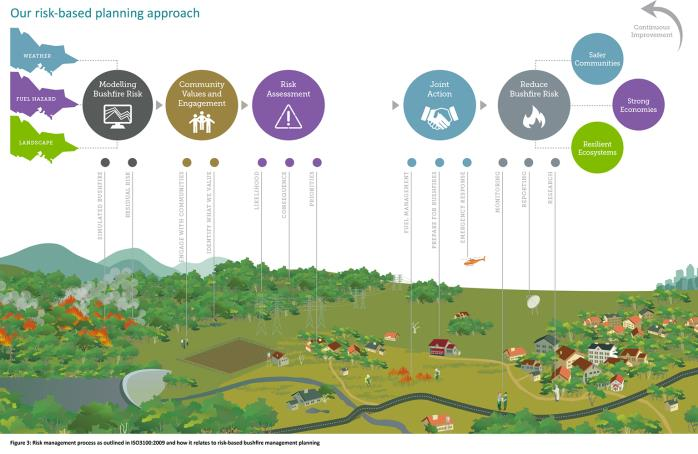 Our risk-based planning approach
Continuous
Improvement
WEATHER
FUEL HAZARD
LANDSCAPE
Modelling
Bushfire Risk
Community
Values and
Engagement
Risk
Assessment
Joint
Action
Reduce
Bushfire Risk
Safer
Communities
Strong
Economies
Resilient
Ecosystems
SIMULATED BUSHFIRE
RESIDUAL RISK
ENGAGE WITH COMMUNITIES
IDENTIFY WHAT WE VALUE
LIKELIHOOD
CONSEQUENCE
PRIORITIES
FUEL MANAGEMENT
PREPARE FOR BUSHFIRES
EMERGENCY RESPONSE
MONITORING
REPORTING
RESEARCH
Figure 3: Risk management process as outlined in ISO3100:2009 and how it relates to risk-based bushfire management planning